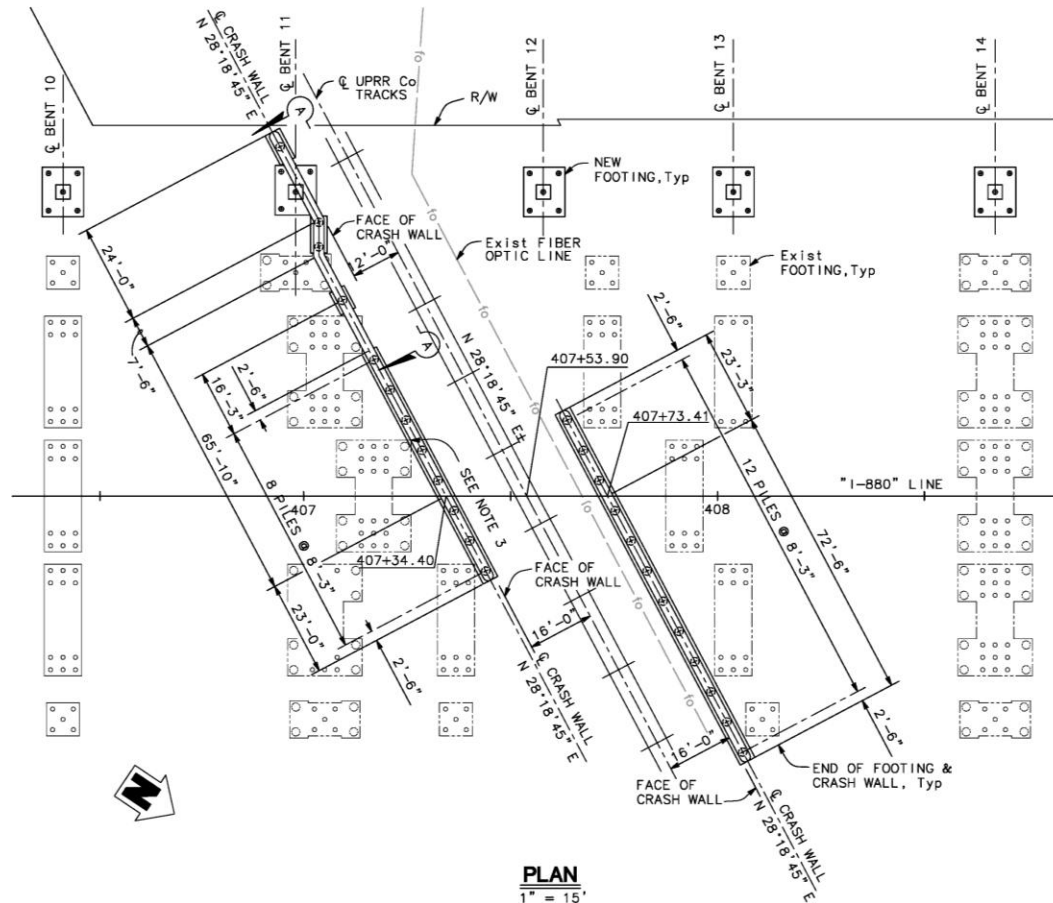 ℄ CRASH WALL
N 28°18'45" E
℄ BENT 10
℄ BENT 11
℄ BENT 12
℄ BENT 13
℄ BENT 14
℄ UPRR Co
TRACKS
R/W
A
fo
NEW
FOOTING,Typ
FACE OF
CRASH WALL
2'-0"
Exist FIBER
OPTIC LINE
Exist
FOOTING,Typ
fo
24'-0"
7'-6"
A
N 28°18'45" E±
2'-6"
23'-3"
407+53.90
407+73.41
2'-6"
16'-3"
65'-10"
8 PILES @ 8'-3"
SEE NOTE 3
fo
12 PILES @ 8'-3"
72'-6"
"I-880" LINE
407
408
407+34.40
23'-0"
2'-6"
FACE OF
CRASH WALL
16'-0"
℄ CRASH WALL
N 28°18'45" E
fo
fo
16'-0"
2'-6"
FACE OF
CRASH WALL
END OF FOOTING &
CRASH WALL, Typ
℄ CRASH WALL
N 28°18'45" E
N
PLAN
1" = 15'